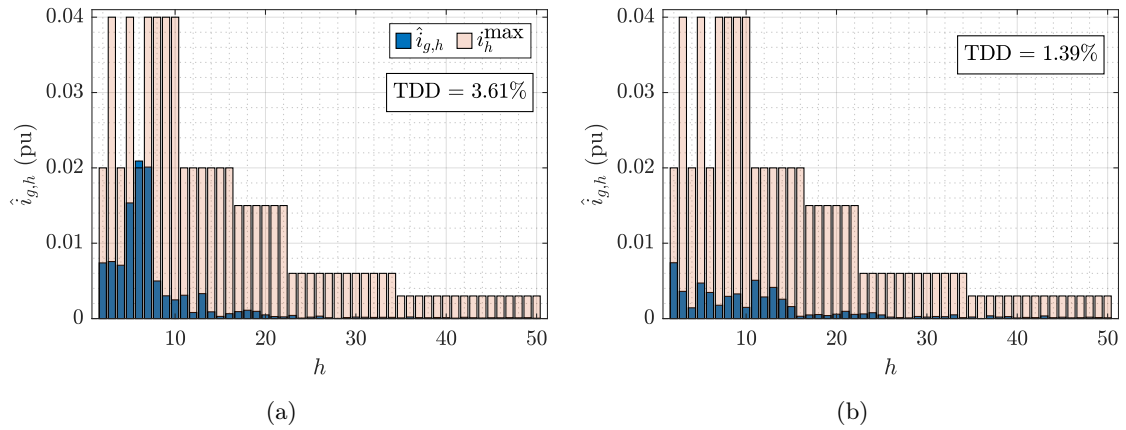 0.04
0.03
0.02
0.01
0
î_{g,h} (pu)
î_{g,h} i_h^{max}
TDD = 3.61%
10 20 30 40 50
h
(a)
0.04
0.03
0.02
0.01
0
î_{g,h} (pu)
TDD = 1.39%
10 20 30 40 50
h
(b)